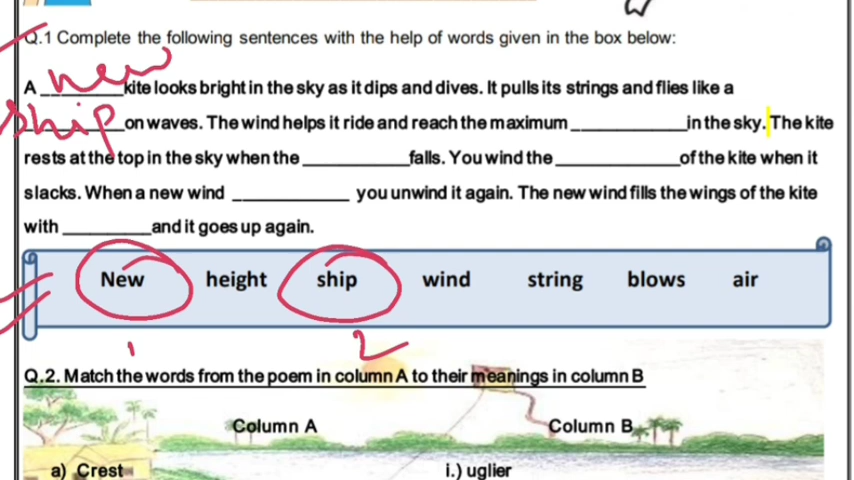 Q.1 Complete the following sentences with the help of words given in the box below:
A new kite looks bright in the sky as it dips and dives. It pulls its strings and flies like a
ship on waves. The wind helps it ride and reach the maximum ____________ in the sky. The kite
rests at the top in the sky when the ___________ falls. You wind the _____________ of the kite when it
slacks. When a new wind ____________ you unwind it again. The new wind fills the wings of the kite
with _________ and it goes up again.
New height ship wind string blows air
1 2
Q.2. Match the words from the poem in column A to their meanings in column B
Column A Column B
a) Crest i.) uglier